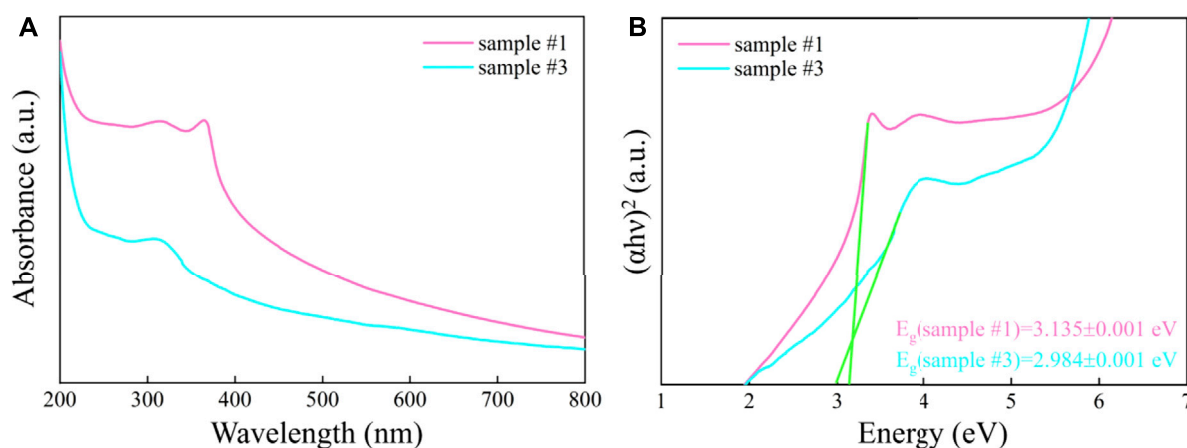 A
sample #1
sample #3
Absorbance (a.u.)
200 300 400 500 600 700 800
Wavelength (nm)
B
sample #1
sample #3
(αhν)²(a.u.)
E_g(sample #1)=3.135±0.001 eV
E_g(sample #3)=2.984±0.001 eV
1 2 3 4 5 6 7
Energy (eV)